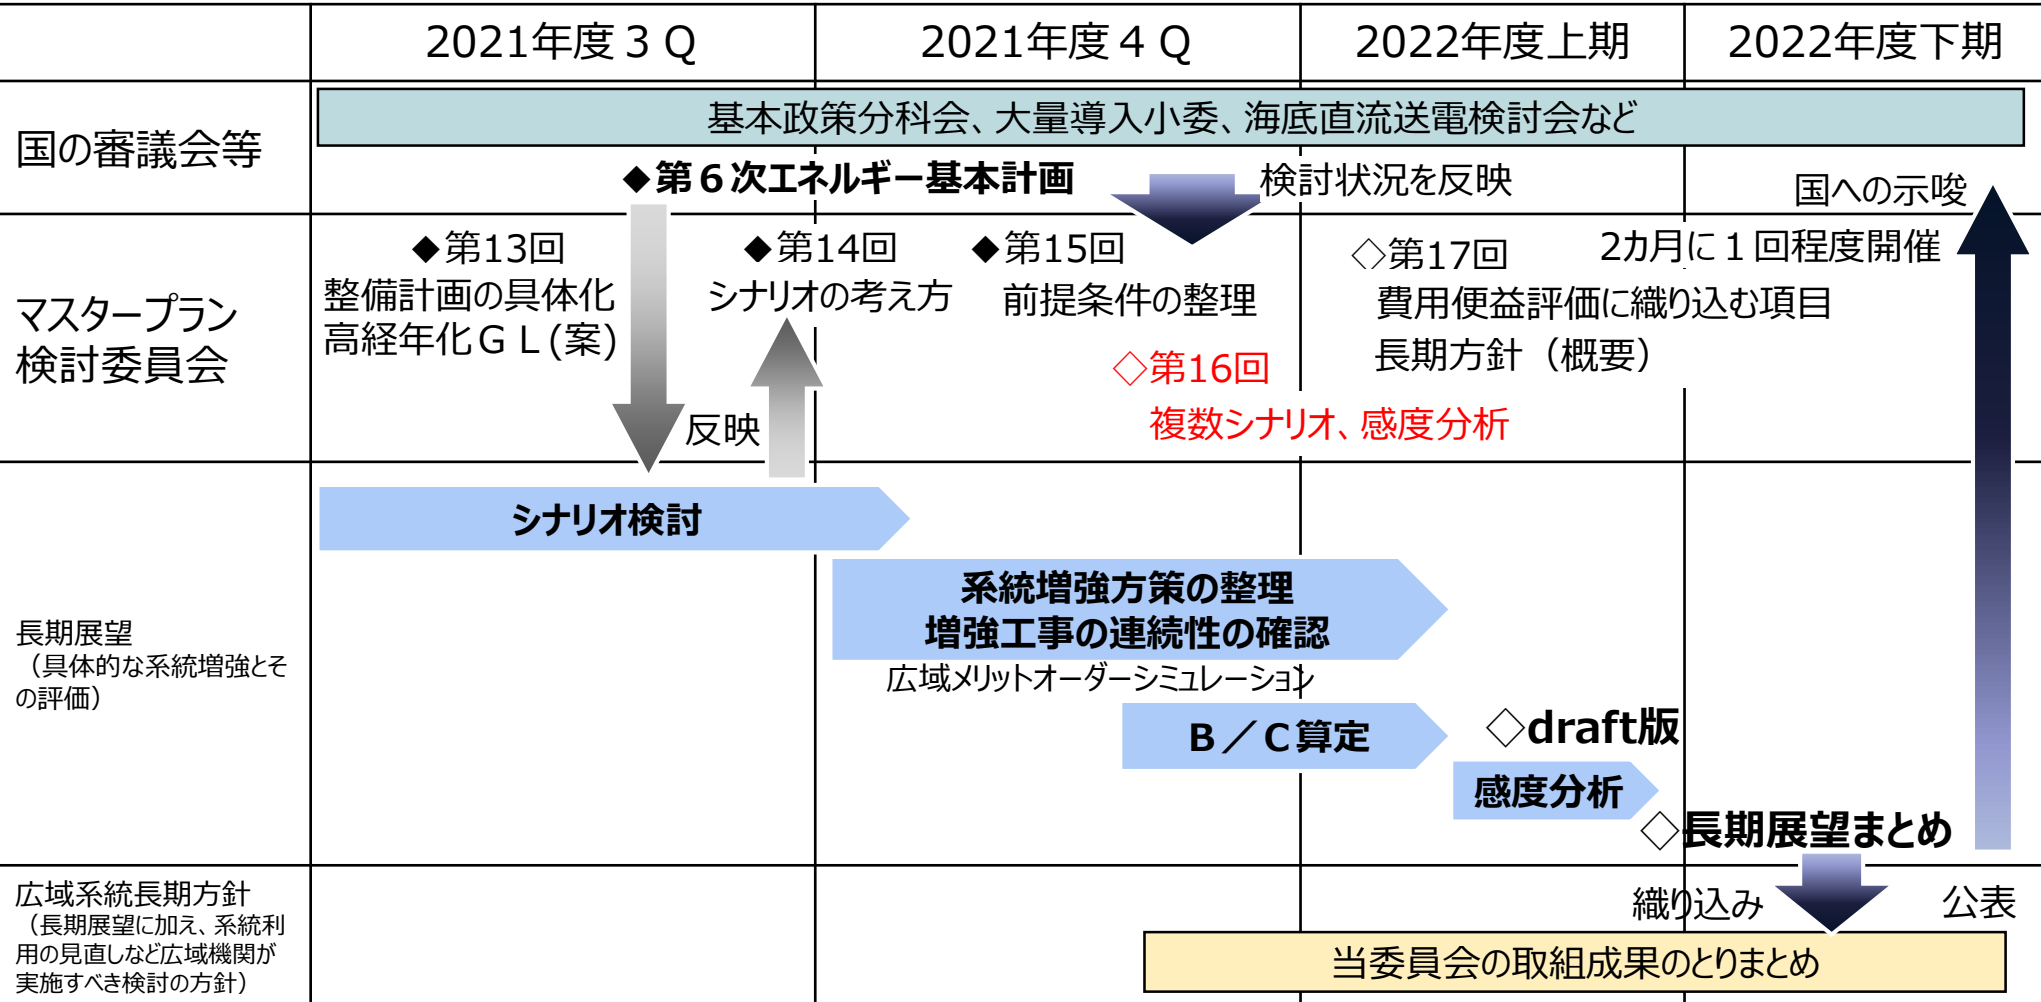 2021年度３Ｑ
2021年度４Ｑ
2022年度上期
2022年度下期
国の審議会等
基本政策分科会、大量導入小委、海底直流送電検討会など
◆第６次エネルギー基本計画
検討状況を反映
国への示唆
マスタープラン
検討委員会
◆第13回
整備計画の具体化
高経年化ＧＬ(案)
◆第14回
シナリオの考え方
◆第15回
前提条件の整理
◇第16回
複数シナリオ、感度分析
◇第17回
費用便益評価に織り込む項目
長期方針（概要）
2カ月に１回程度開催
反映
長期展望
（具体的な系統増強とそ
の評価）
シナリオ検討
系統増強方策の整理
増強工事の連続性の確認
広域メリットオーダーシミュレーション
Ｂ／Ｃ算定
◇draft版
感度分析
◇長期展望まとめ
広域系統長期方針
（長期展望に加え、系統利
用の見直しなど広域機関が
実施すべき検討の方針）
織り込み
公表
当委員会の取組成果のとりまとめ